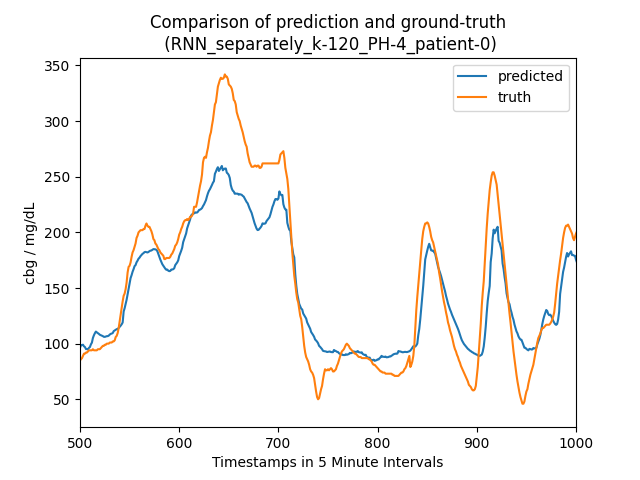 Comparison of prediction and ground-truth
(RNN_separately_k-120_PH-4_patient-0)
predicted
truth
cbg / mg/dL
350
300
250
200
150
100
50
500
600
700
800
900
1000
Timestamps in 5 Minute Intervals